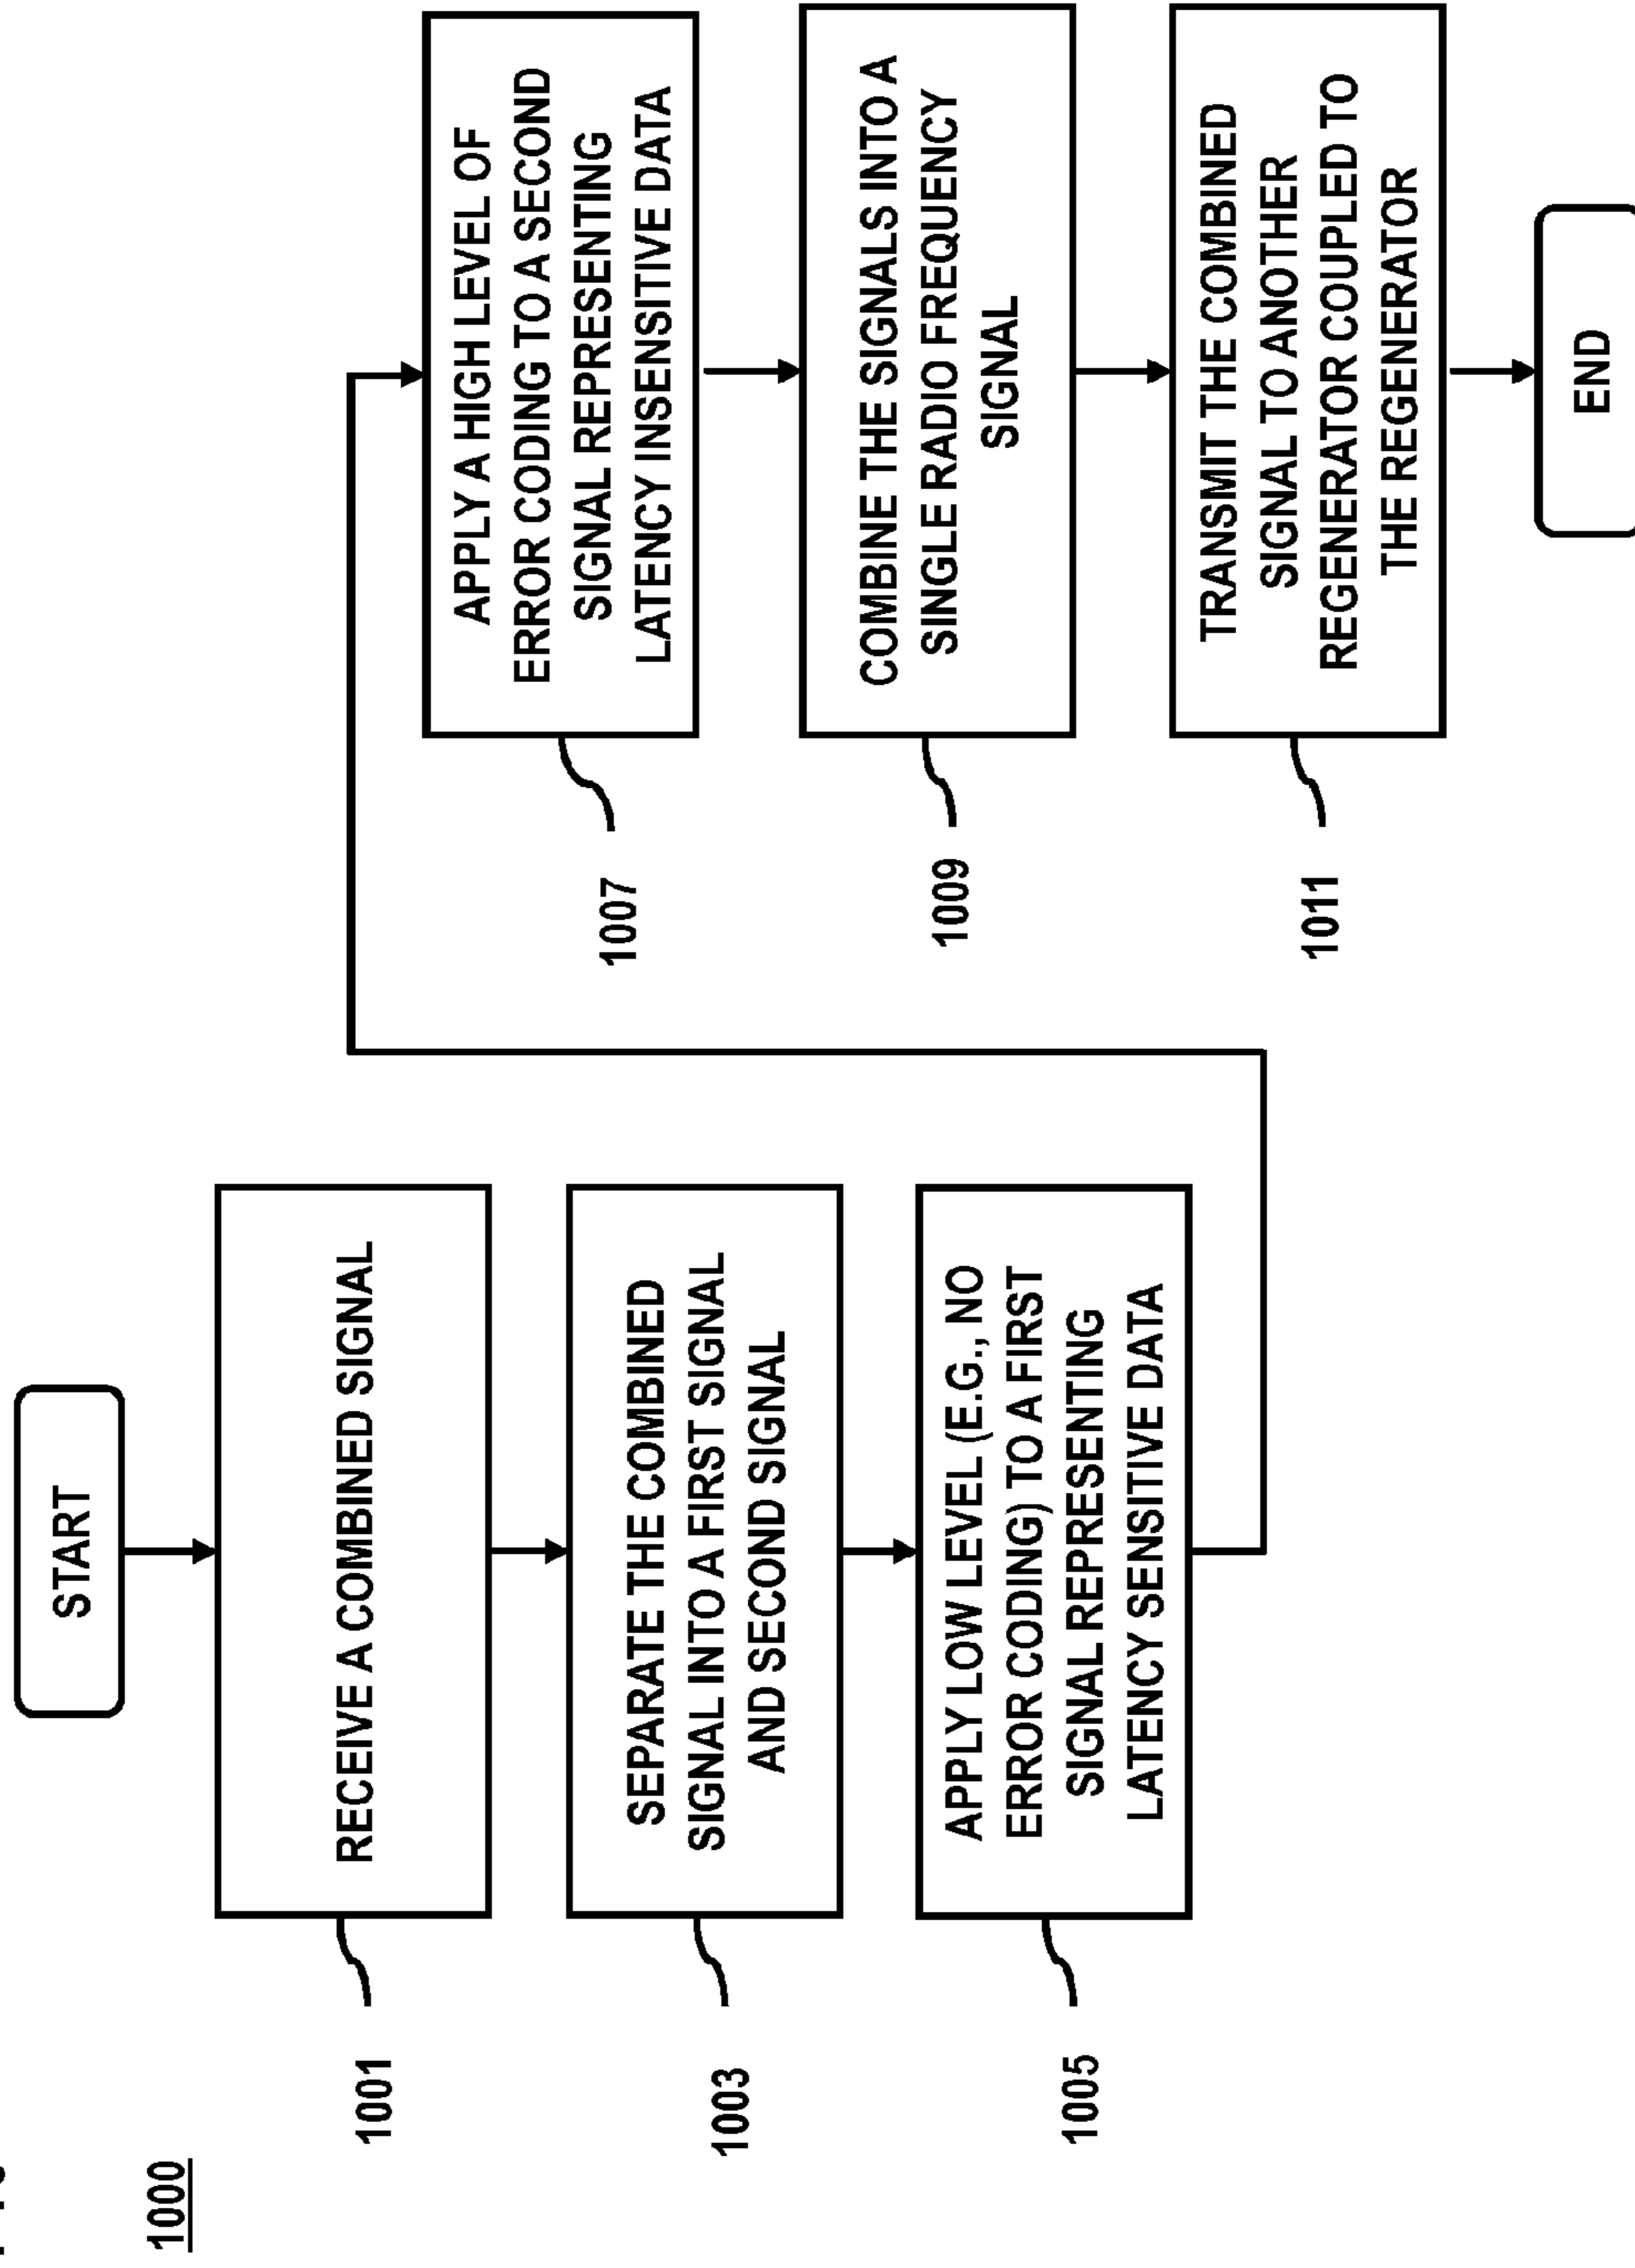 1000
START
RECEIVE A COMBINED SIGNAL
1001
SEPARATE THE COMBINED
SIGNAL INTO A FIRST SIGNAL
AND SECOND SIGNAL
1003
APPLY LOW LEVEL (E.G., NO
ERROR CODING) TO A FIRST
SIGNAL REPRESENTING
LATENCY SENSITIVE DATA
1005
APPLY A HIGH LEVEL OF
ERROR CODING TO A SECOND
SIGNAL REPRESENTING
LATENCY INSENSITIVE DATA
1007
COMBINE THE SIGNALS INTO A
SINGLE RADIO FREQUENCY
SIGNAL
1009
TRANSMIT THE COMBINED
SIGNAL TO ANOTHER
REGENERATOR COUPLED TO
THE REGENERATOR
1011
END